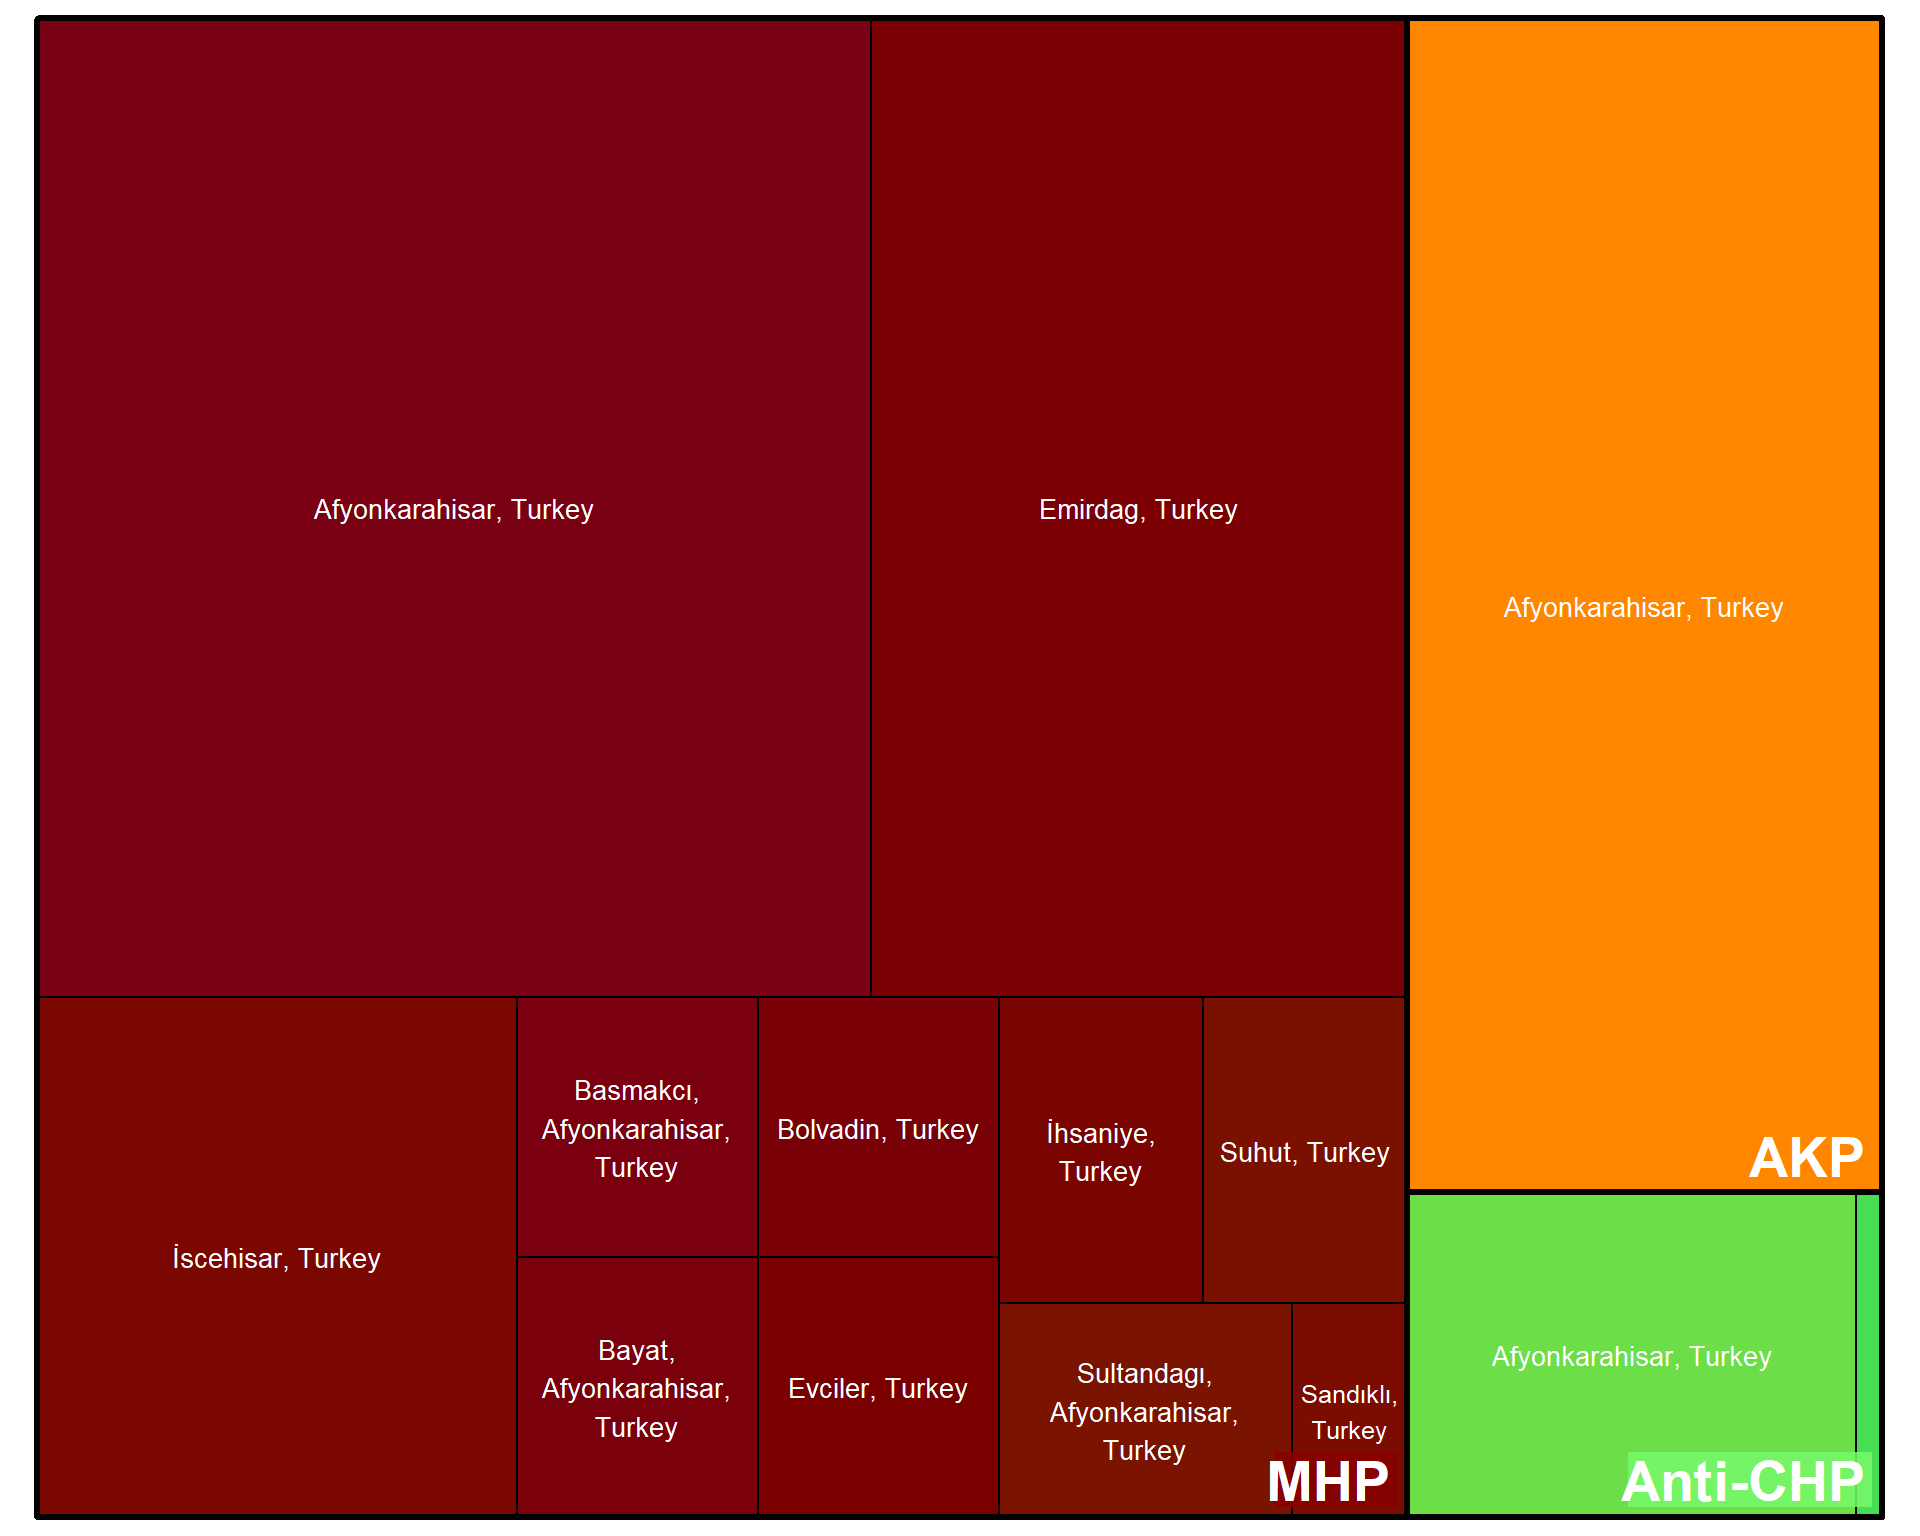 Afyonkarahisar, Turkey
Emirdag, Turkey
Afyonkarahisar, Turkey
AKP
İscehisar, Turkey
Basmakcı,
Afyonkarahisar,
Turkey
Bolvadin, Turkey
İhsaniye,
Turkey
Suhut, Turkey
Bayat,
Afyonkarahisar,
Turkey
Evciler, Turkey
Sultandagı,
Afyonkarahisar,
Turkey
Sandıklı,
Turkey
MHP
Afyonkarahisar, Turkey
Anti-CHP